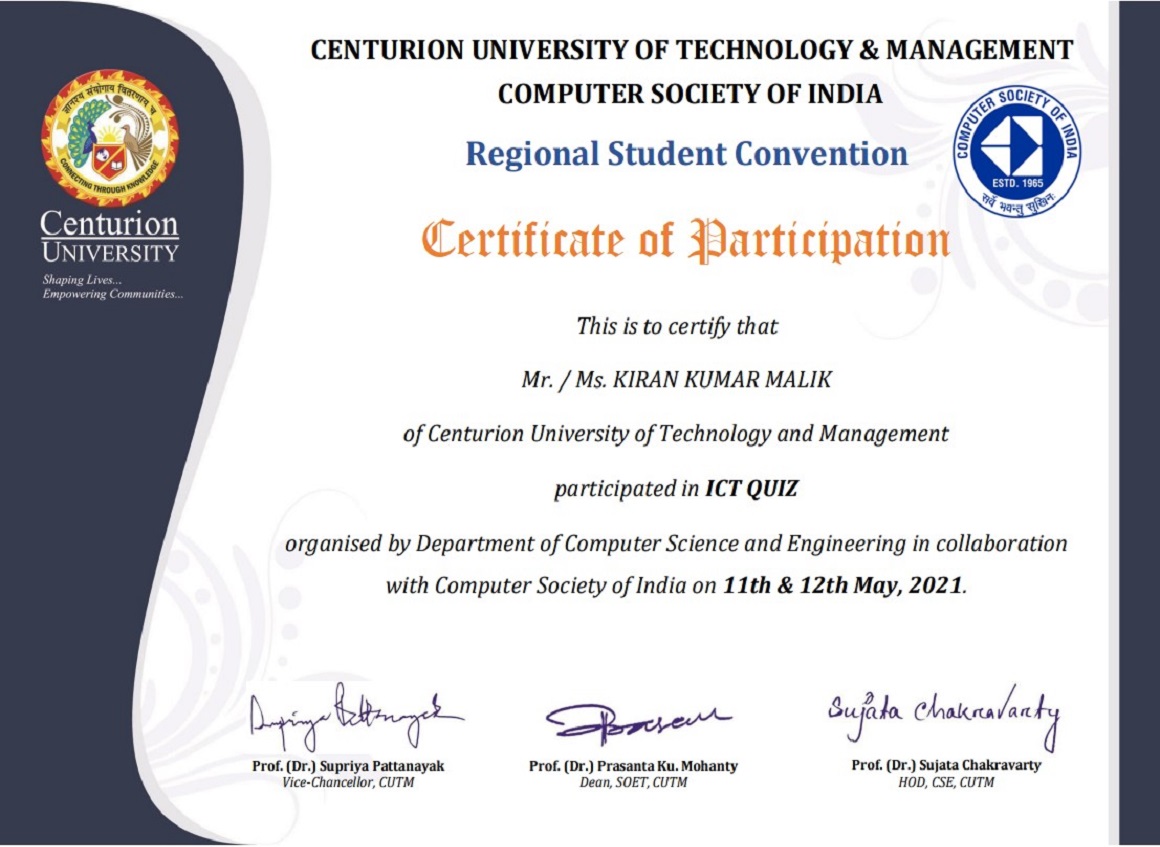 CENTURION UNIVERSITY OF TECHNOLOGY & MANAGEMENT
COMPUTER SOCIETY OF INDIA
Regional Student Convention
Certificate of Participation
ज्ञानस्य संयोगाय वितरणाय च
CONNECTING THROUGH KNOWLEDGE
Centurion
UNIVERSITY
Shaping Lives...
Empowering Communities...
COMPUTER SOCIETY OF INDIA
ESTD. 1965
सर्वे भवन्तु सुखिनः
This is to certify that
Mr. / Ms. KIRAN KUMAR MALIK
of Centurion University of Technology and Management
participated in ICT QUIZ
organised by Department of Computer Science and Engineering in collaboration
with Computer Society of India on 11th & 12th May, 2021.
Supriya Pattanayak
Sujata Chakravarty
Prof. (Dr.) Supriya Pattanayak
Vice-Chancellor, CUTM
Prof. (Dr.) Prasanta Ku. Mohanty
Dean, SOET, CUTM
Prof. (Dr.) Sujata Chakravarty
HOD, CSE, CUTM